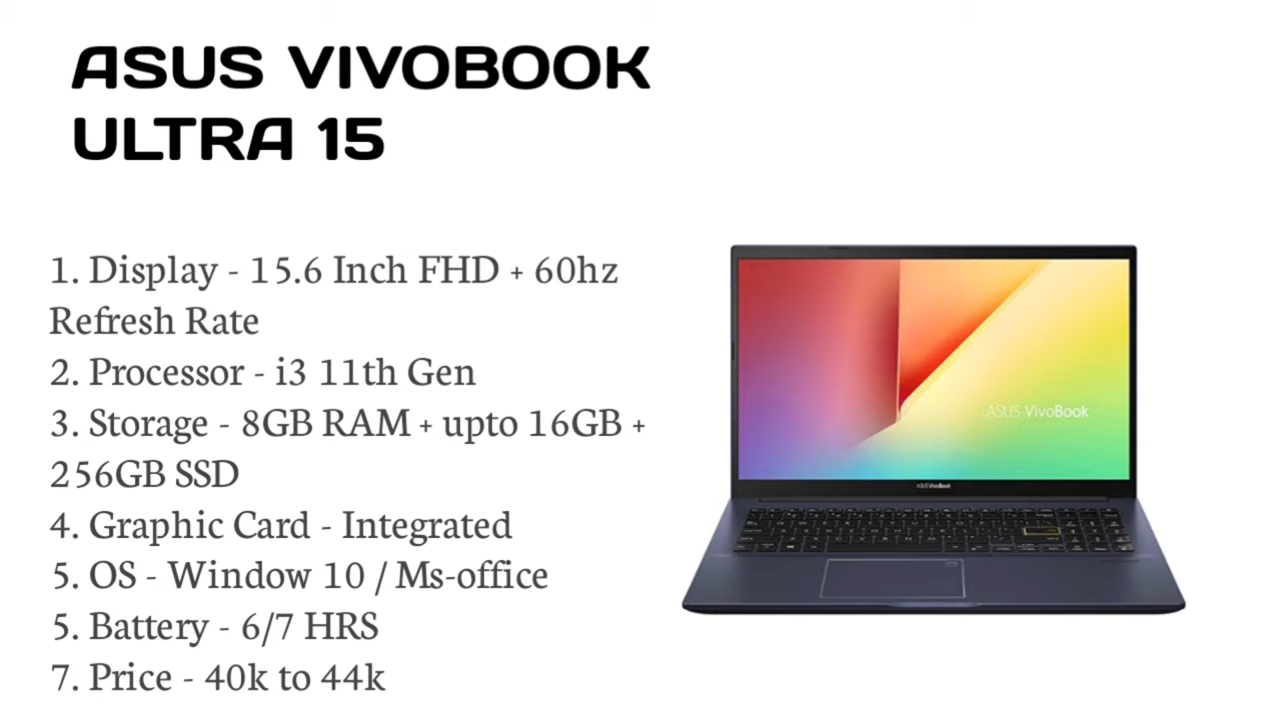 ASUS VIVOBOOK
ULTRA 15
1. Display - 15.6 Inch FHD + 60hz
Refresh Rate
2. Processor - i3 11th Gen
3. Storage - 8GB RAM + upto 16GB +
256GB SSD
4. Graphic Card - Integrated
5. OS - Window 10 / Ms-office
5. Battery - 6/7 HRS
7. Price - 40k to 44k
ASUS VivoBook
ASUS VivoBook